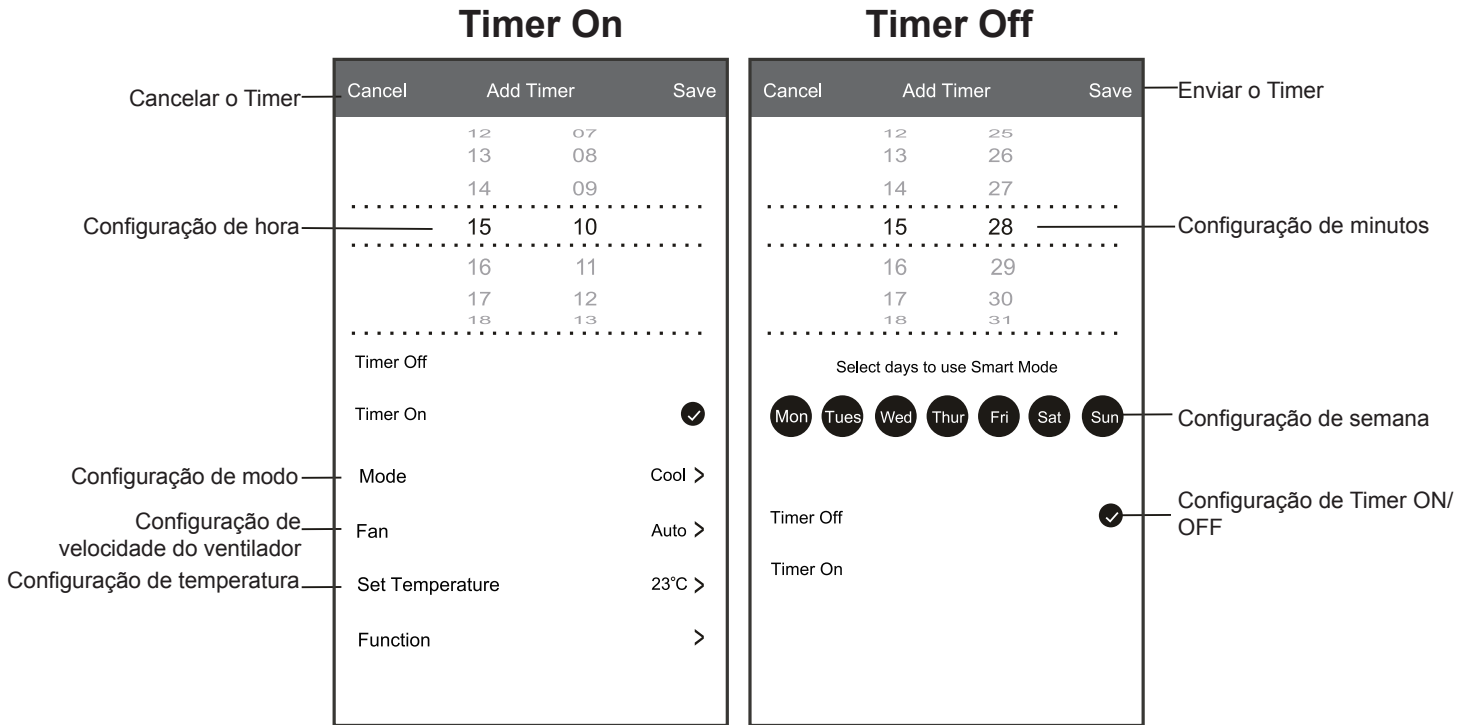 Timer On
Timer Off
Cancelar o Timer
Cancel Add Timer Save
Cancel Add Timer Save
Enviar o Timer
12 07
13 08
14 09
Configuração de hora
15 10
16 11
17 12
18 13
12 25
13 26
14 27
15 28
Configuração de minutos
16 29
17 30
18 31
Timer Off
Timer On
Configuração de modo
Mode Cool >
Configuração de
velocidade do ventilador
Fan Auto >
Configuração de temperatura
Set Temperature 23°C >
Function >
Select days to use Smart Mode
Mon Tues Wed Thur Fri Sat Sun
Configuração de semana
Timer Off
Configuração de Timer ON/
OFF
Timer On